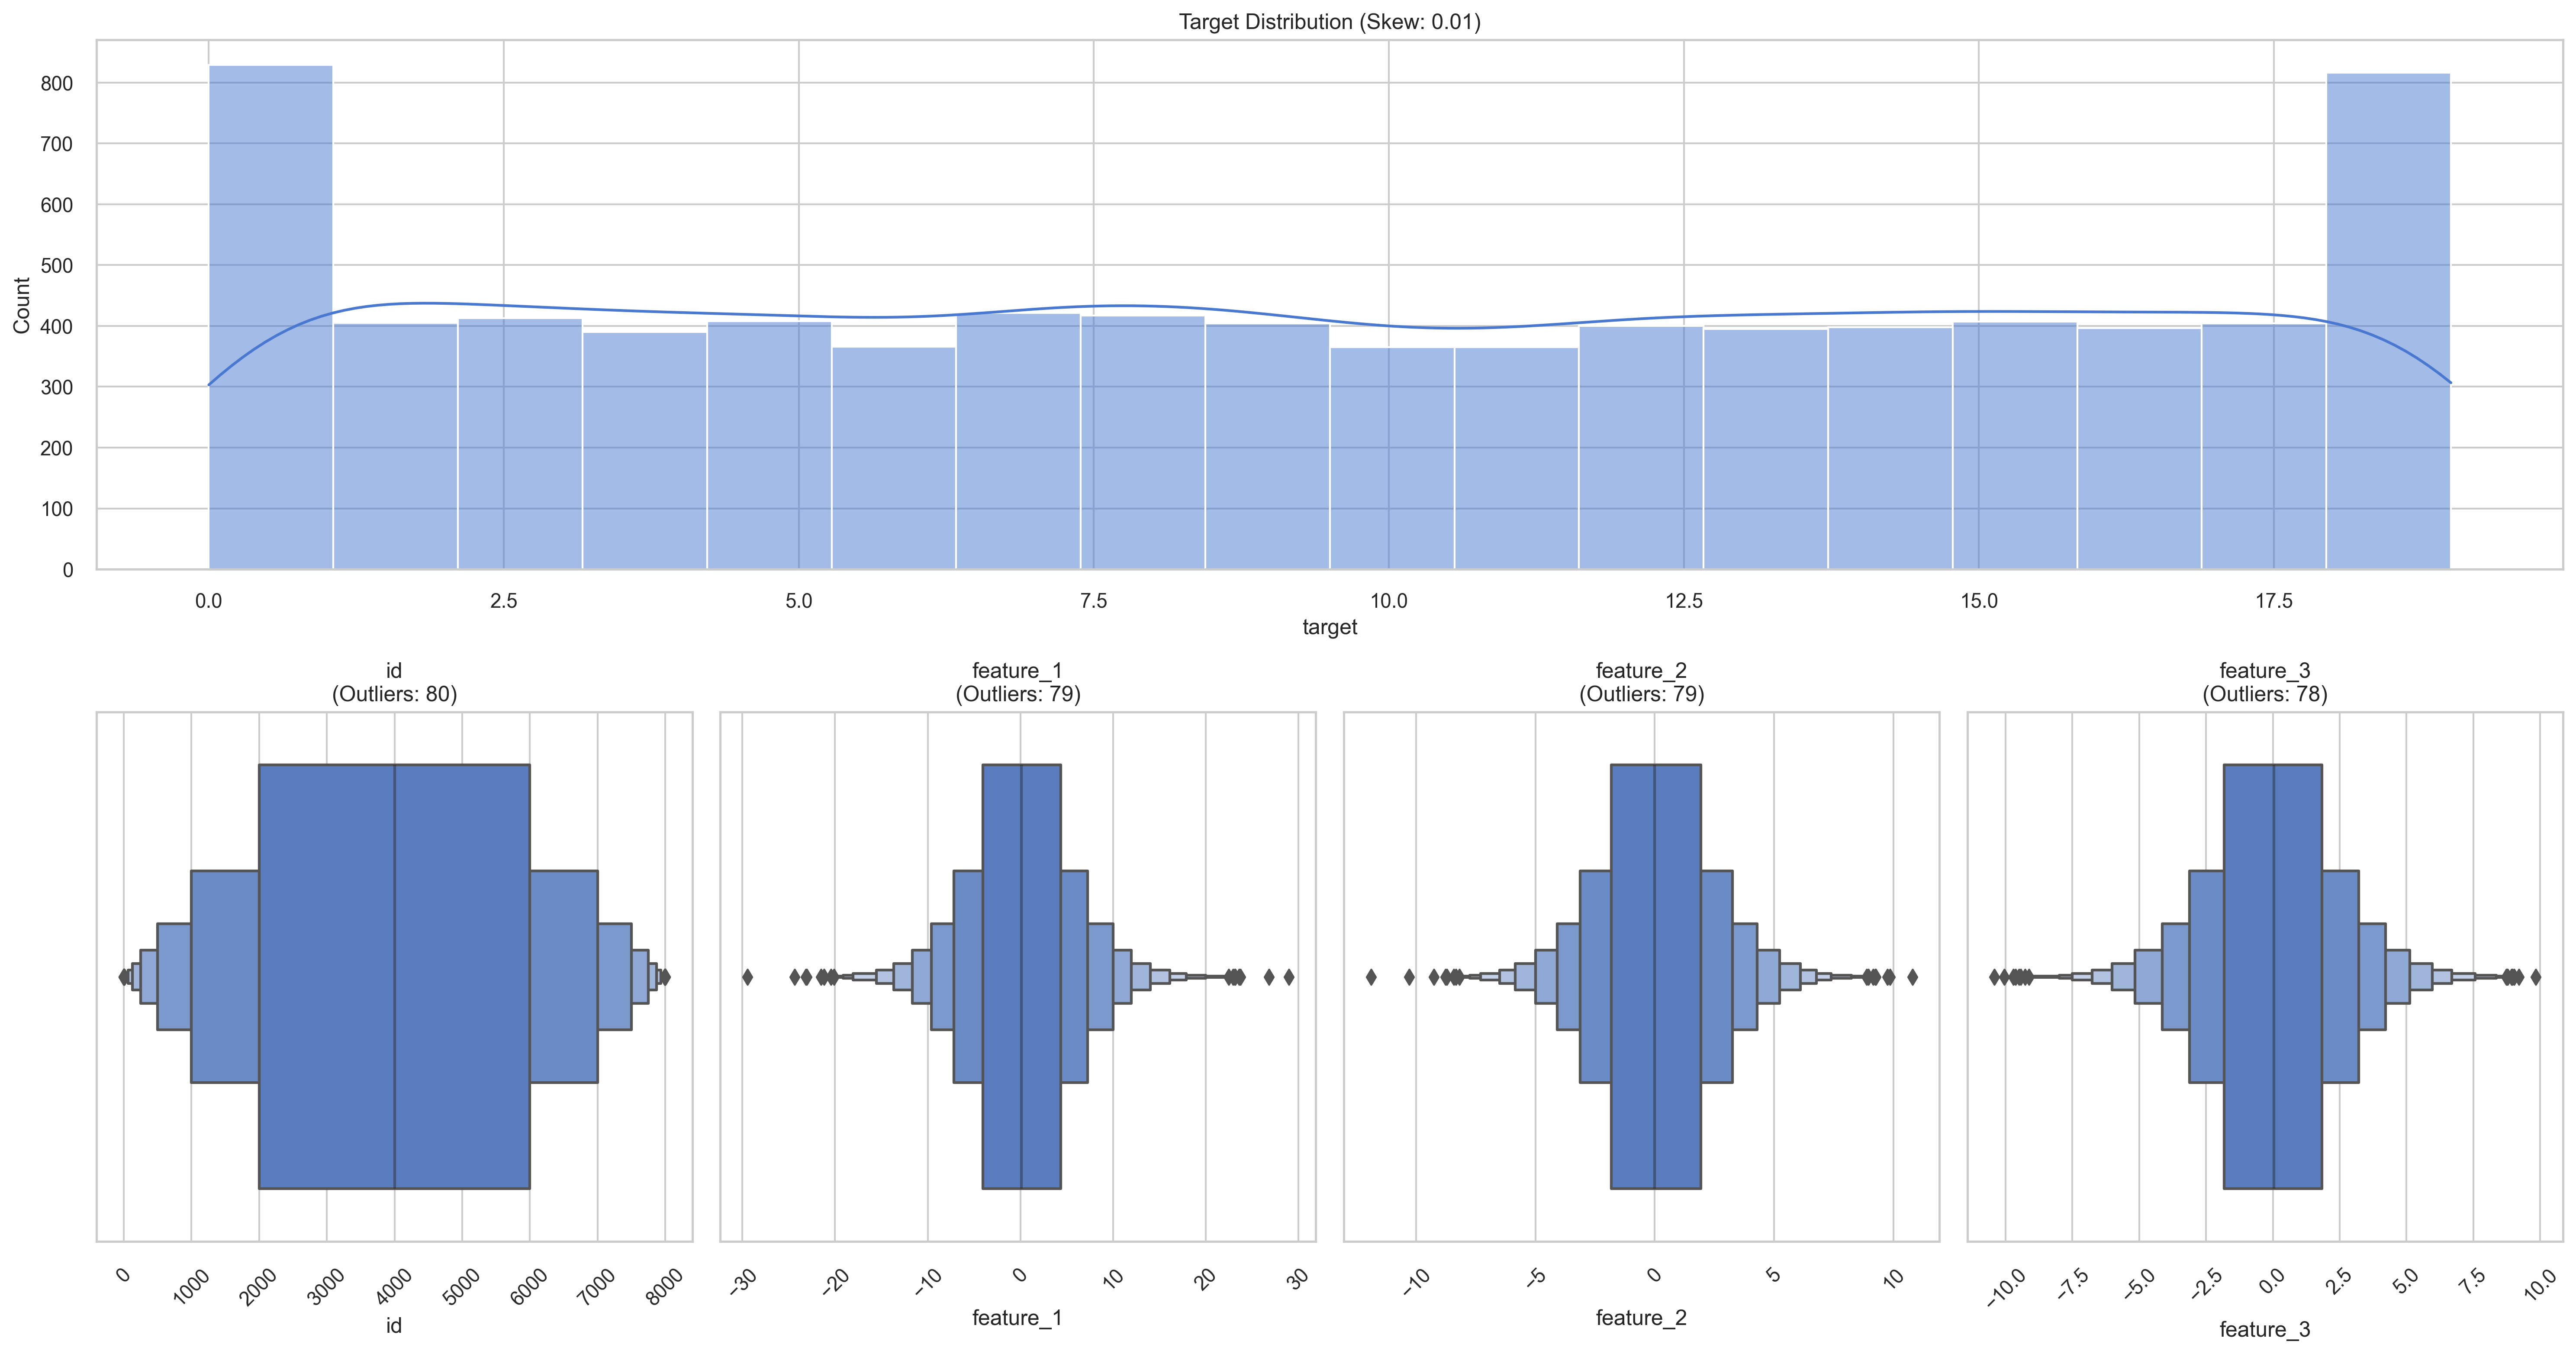 Target Distribution (Skew: 0.01)
800
700
600
500
400
300
200
100
0
Count
0.0 2.5 5.0 7.5 10.0 12.5 15.0 17.5
target
id
(Outliers: 80)
0 1000 2000 3000 4000 5000 6000 7000 8000
id
feature_1
(Outliers: 79)
−30 −20 −10 0 10 20 30
feature_1
feature_2
(Outliers: 79)
−10 −5 0 5 10
feature_2
feature_3
(Outliers: 78)
−10.0 −7.5 −5.0 −2.5 0.0 2.5 5.0 7.5 10.0
feature_3